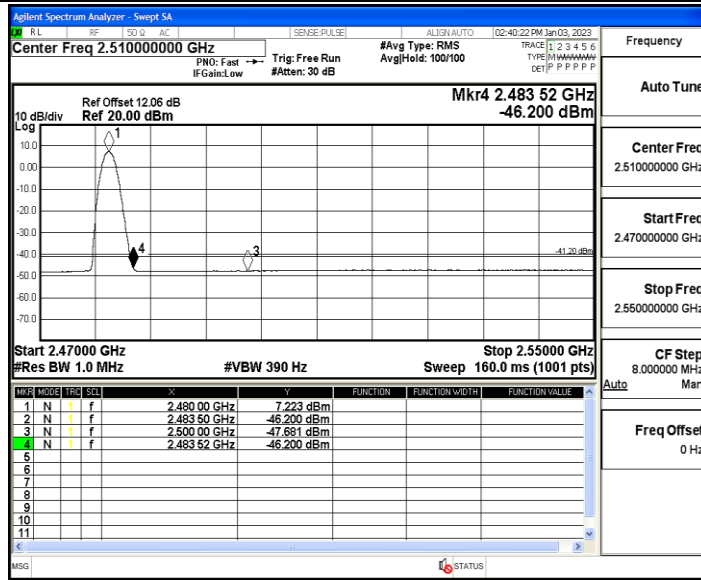 Agilent Spectrum Analyzer - Swept SA
RL RF 50 Ω AC SENSE:PULSE ALIGNAUTO 02:40:22 PM Jan 03, 2023
Center Freq 2.510000000 GHz
PNO: Fast
IFGain:Low
Trig: Free Run
#Atten: 30 dB
#Avg Type: RMS
Avg|Hold: 100/100
TRACE 1 2 3 4 5 6
TYPE MWWWWW
DET P P P P P P
Ref Offset 12.06 dB
10 dB/div Ref 20.00 dBm
Log
Mkr4 2.483 52 GHz
-46.200 dBm
10.0
0.00
-10.0
-20.0
-30.0
-40.0
-50.0
-60.0
-70.0
1
4
3
-41.20 dBm
Start 2.47000 GHz Stop 2.55000 GHz
#Res BW 1.0 MHz #VBW 390 Hz Sweep 160.0 ms (1001 pts)
MKR MODE TRC SCL X Y FUNCTION FUNCTION WIDTH FUNCTION VALUE
1 N 1 f 2.480 00 GHz 7.223 dBm
2 N 1 f 2.483 50 GHz -46.200 dBm
3 N 1 f 2.500 00 GHz -47.681 dBm
4 N 1 f 2.483 52 GHz -46.200 dBm
5
6
7
8
9
10
11
MSG STATUS
Frequency
Auto Tune
Center Freq
2.510000000 GHz
Start Freq
2.470000000 GHz
Stop Freq
2.550000000 GHz
CF Step
8.000000 MHz
Auto Man
Freq Offset
0 Hz